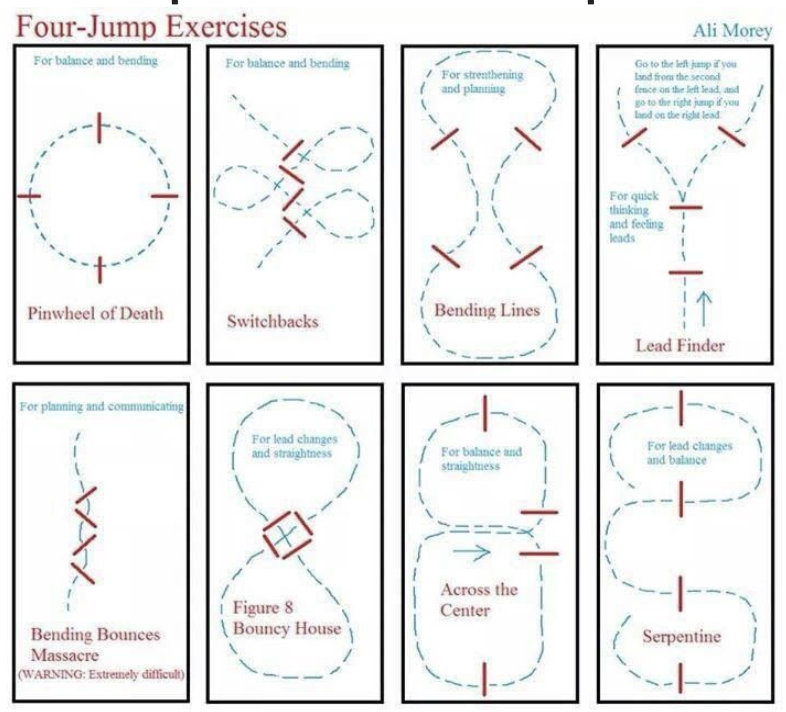 Four-Jump Exercises
Ali Morey
For balance and bending
Pinwheel of Death
For balance and bending
Switchbacks
For strenthening
and planning
Bending Lines
Go to the left jump if you
land from the second
fence on the left lead, and
go to the right jump if you
land on the right lead.
For quick
thinking
and feeling
leads
Lead Finder
For planning and communicating
Bending Bounces
Massacre
(WARNING: Extremely difficult)
For lead changes
and straightness
Figure 8
Bouncy House
For balance and
straightness
Across the
Center
For lead changes
and balance
Serpentine